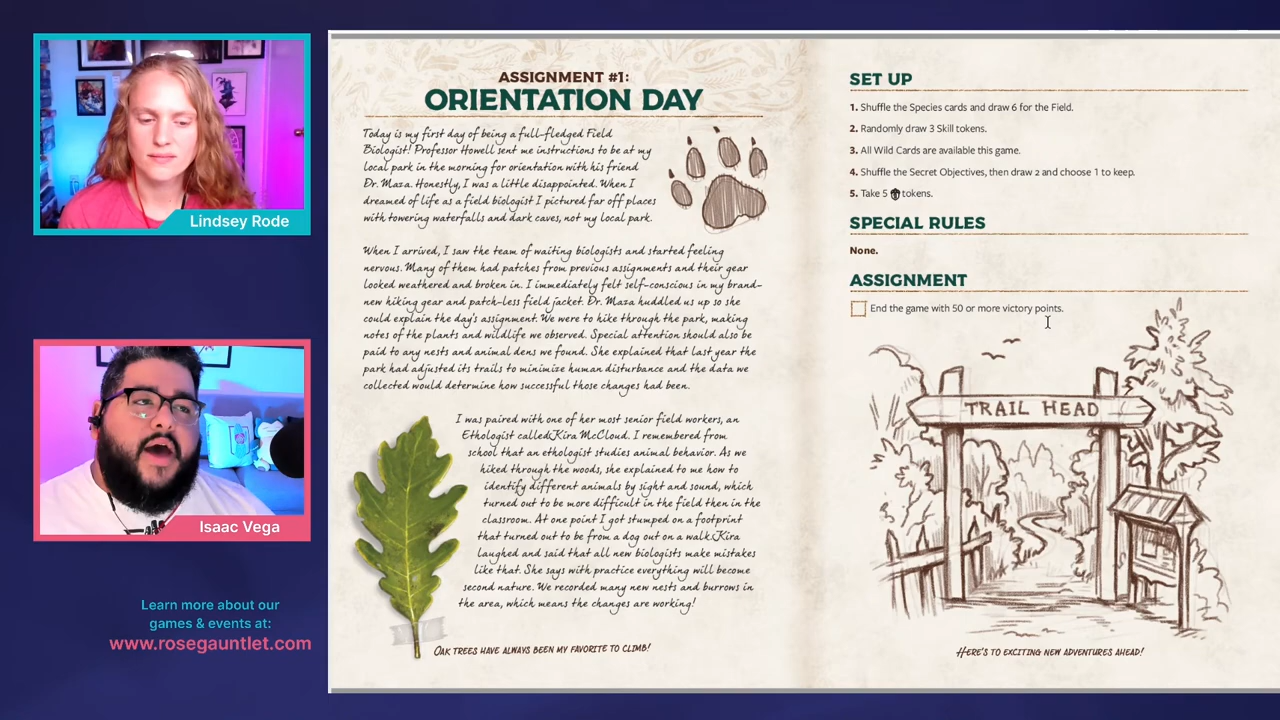 Lindsey Rode
Isaac Vega
Learn more about our
games & events at:
www.rosegauntlet.com
ASSIGNMENT #1:
ORIENTATION DAY
Today is my first day of being a full-fledged Field
Biologist! Professor Howell sent me instructions to be at my
local park in the morning for orientation with his friend
Dr. Maza. Honestly, I was a little disappointed. When I
dreamed of life as a field biologist I pictured far off places
with towering waterfalls and dark caves, not my local park.
When I arrived, I saw the team of waiting biologists and started feeling
nervous. Many of them had patches from previous assignments and their gear
looked weathered and broken in. I immediately felt self-conscious in my brand-
new hiking gear and patch-less field jacket. Dr. Maza huddled us up so she
could explain the day's assignment. We were to hike through the park, making
notes of the plants and wildlife we observed. Special attention should also be
paid to any nests and animal dens we found. She explained that last year the
park had adjusted its trails to minimize human disturbance and the data we
collected would determine how successful those changes had been.
I was paired with one of her most senior field workers, an
Ethologist calledKira McCloud. I remembered from
school that an ethologist studies animal behavior. As we
hiked through the woods, she explained to me how to
identify different animals by sight and sound, which
turned out to be more difficult in the field then in the
classroom. At one point I got stumped on a footprint
that turned out to be from a dog out on a walk.Kira
laughed and said that all new biologists make mistakes
like that. She says with practice everything will become
second nature. We recorded many new nests and burrows in
the area, which means the changes are working!
OAK TREES HAVE ALWAYS BEEN MY FAVORITE TO CLIMB!
SET UP
1. Shuffle the Species cards and draw 6 for the Field.
2. Randomly draw 3 Skill tokens.
3. All Wild Cards are available this game.
4. Shuffle the Secret Objectives, then draw 2 and choose 1 to keep.
5. Take 5 tokens.
SPECIAL RULES
None.
ASSIGNMENT
End the game with 50 or more victory points.
TRAIL HEAD
HERE'S TO EXCITING NEW ADVENTURES AHEAD!